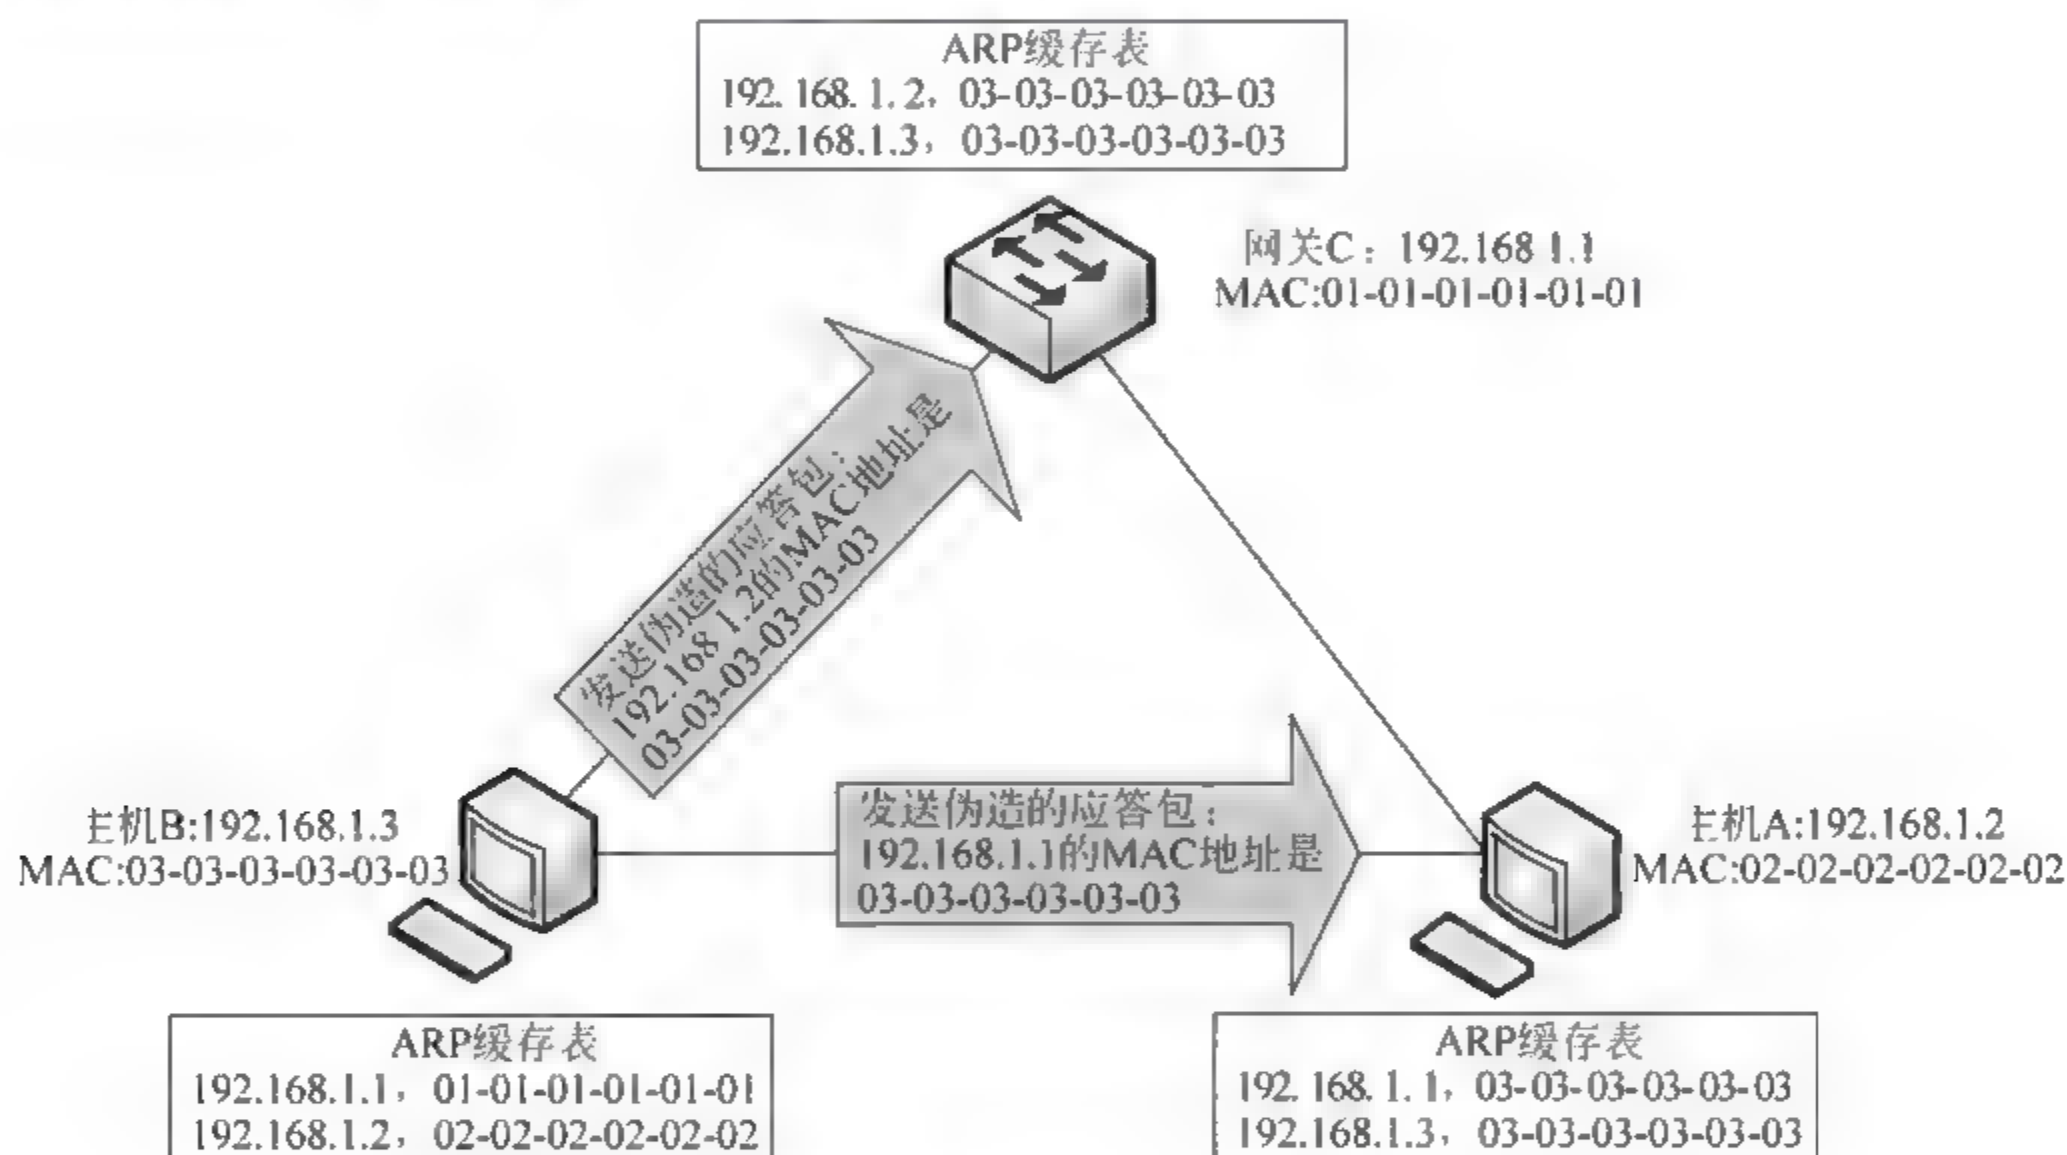 ARP缓存表
192.168.1.2，03-03-03-03-03-03
192.168.1.3，03-03-03-03-03-03
网关C：192.168 1.1
MAC:01-01-01-01-01-01
发送伪造的应答包：
192.168 1.2的MAC地址是
03-03-03-03-03-03
主机B:192.168.1.3
MAC:03-03-03-03-03-03
发送伪造的应答包：
192.168.1.1的MAC地址是
03-03-03-03-03-03
主机A:192.168.1.2
MAC:02-02-02-02-02-02
ARP缓存表
192.168.1.1，01-01-01-01-01-01
192.168.1.2，02-02-02-02-02-02
ARP缓存表
192.168.1.1，03-03-03-03-03-03
192.168.1.3，03-03-03-03-03-03